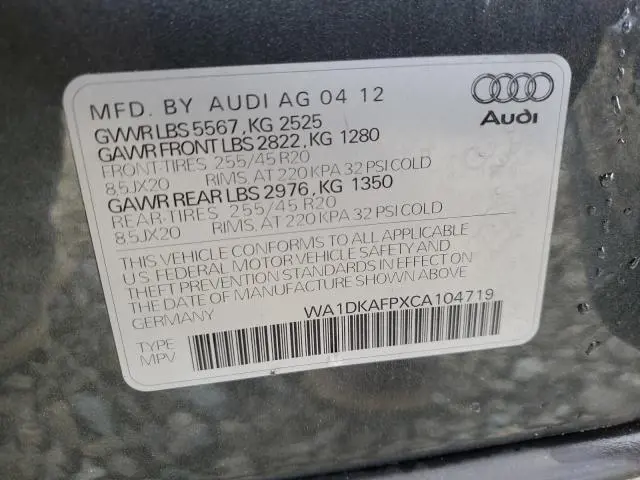 MFD. BY AUDI AG 04 12
GVWR LBS 5567, KG 2525
GAWR FRONT LBS 2822, KG 1280
FRONT-TIRES 255/45 R20
8.5JX20 RIMS, AT 220 KPA 32 PSI COLD
GAWR REAR LBS 2976, KG 1350
REAR-TIRES 255/45 R20
8.5JX20 RIMS, AT 220 KPA 32 PSI COLD
Audi
THIS VEHICLE CONFORMS TO ALL APPLICABLE
U.S. FEDERAL MOTOR VEHICLE SAFETY AND
THEFT PREVENTION STANDARDS IN EFFECT ON
THE DATE OF MANUFACTURE SHOWN ABOVE
GERMANY
WA1DKAFPXCA104719
TYPE
MPV